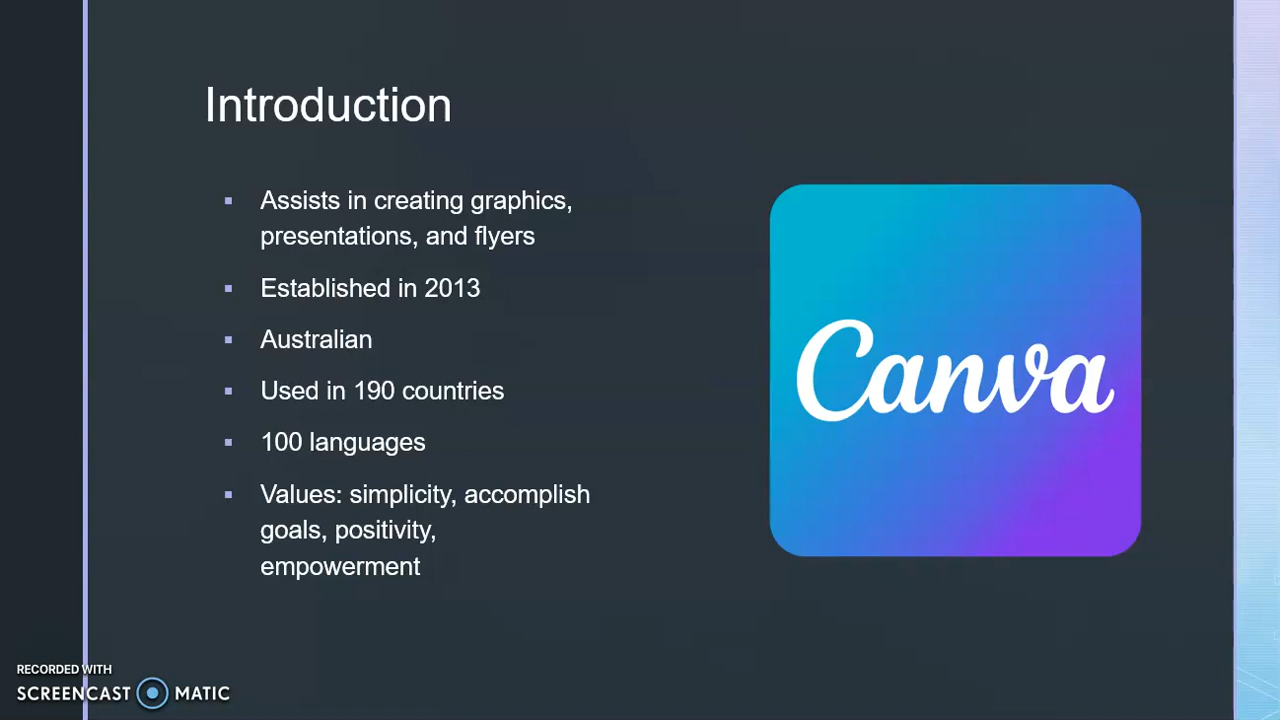 Introduction
▪ Assists in creating graphics,
presentations, and flyers
▪ Established in 2013
▪ Australian
▪ Used in 190 countries
▪ 100 languages
▪ Values: simplicity, accomplish
goals, positivity,
empowerment
Canva
RECORDED WITH
SCREENCAST MATIC